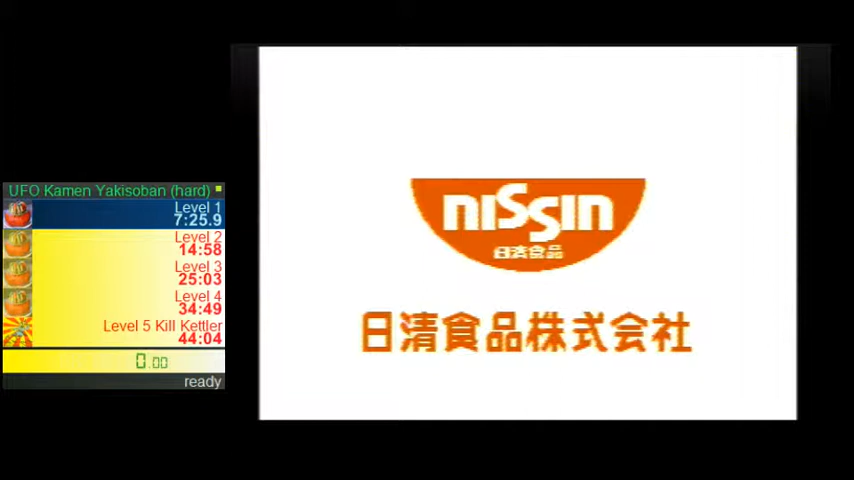 UFO Kamen Yakisoban (hard)
Level 1
7:25.9
Level 2
14:58
Level 3
25:03
Level 4
34:49
Level 5 Kill Kettler
44:04
0.00
ready
NISSIN
日清食品
日清食品株式会社